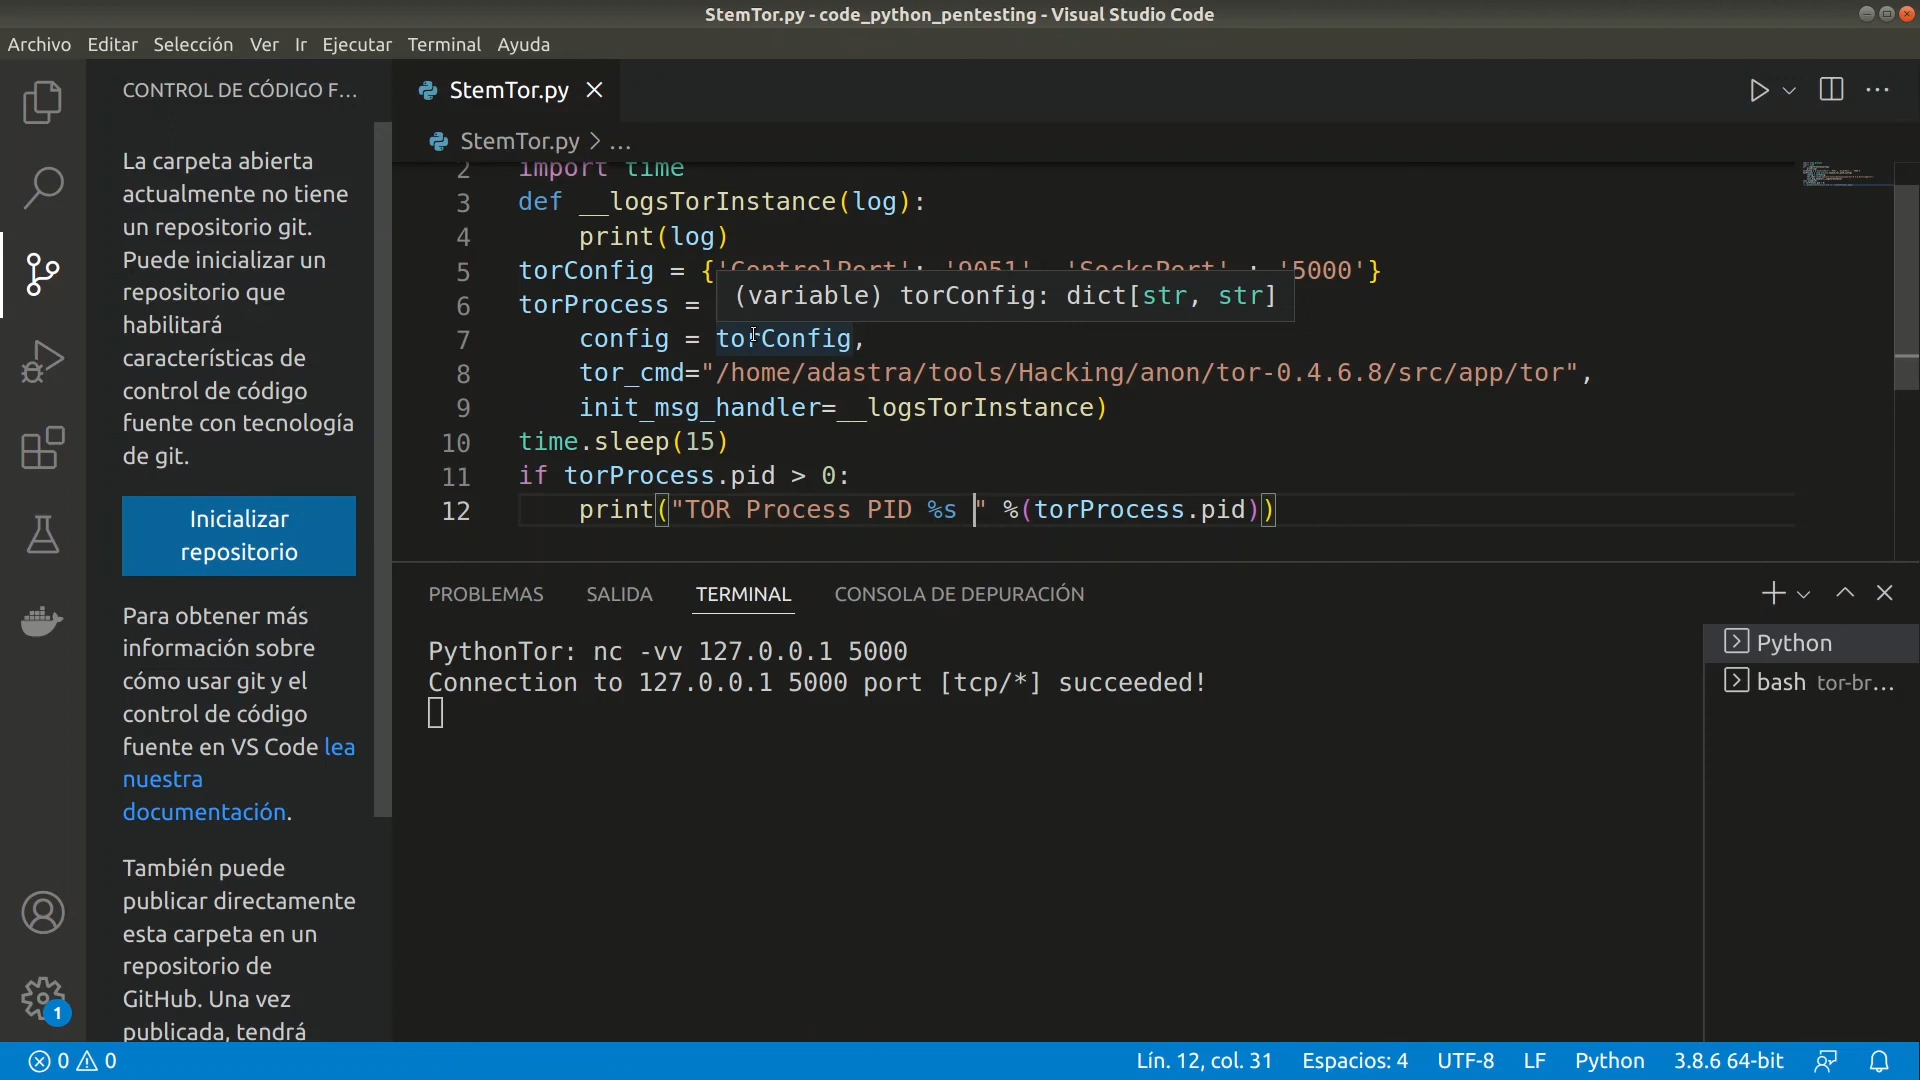 StemTor.py - code_python_pentesting - Visual Studio Code
Archivo Editar Selección Ver Ir Ejecutar Terminal Ayuda
CONTROL DE CÓDIGO F...
La carpeta abierta
actualmente no tiene
un repositorio git.
Puede inicializar un
repositorio que
habilitará
características de
control de código
fuente con tecnología
de git.
Inicializar
repositorio
Para obtener más
información sobre
cómo usar git y el
control de código
fuente en VS Code lea
nuestra
documentación.
También puede
publicar directamente
esta carpeta en un
repositorio de
GitHub. Una vez
publicada, tendrá
1
StemTor.py
StemTor.py > ...
2 import time
3 def __logsTorInstance(log):
4 print(log)
5 torConfig = {'ControlPort': '9051', 'SocksPort' : '5000'}
6 torProcess =
(variable) torConfig: dict[str, str]
7 config = torConfig,
8 tor_cmd="/home/adastra/tools/Hacking/anon/tor-0.4.6.8/src/app/tor",
9 init_msg_handler=__logsTorInstance)
10 time.sleep(15)
11 if torProcess.pid > 0:
12 print("TOR Process PID %s " %(torProcess.pid))
PROBLEMAS SALIDA TERMINAL CONSOLA DE DEPURACIÓN
PythonTor: nc -vv 127.0.0.1 5000
Connection to 127.0.0.1 5000 port [tcp/*] succeeded!
Python
bash tor-br...
0 0 Lín. 12, col. 31 Espacios: 4 UTF-8 LF Python 3.8.6 64-bit